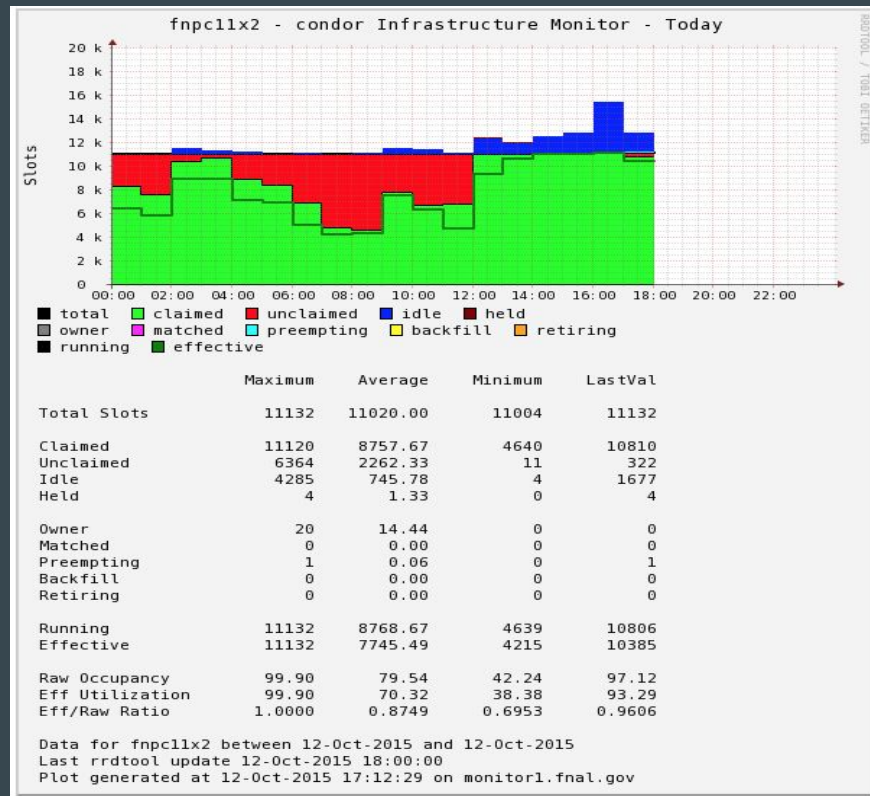 fnpc11x2 - condor Infrastructure Monitor - Today
RRDTOOL / TOBI OETIKER
Slots
20 k
18 k
16 k
14 k
12 k
10 k
8 k
6 k
4 k
2 k
0
00:00 02:00 04:00 06:00 08:00 10:00 12:00 14:00 16:00 18:00 20:00 22:00
total claimed unclaimed idle held
owner matched preempting backfill retiring
running effective
Maximum Average Minimum LastVal
Total Slots 11132 11020.00 11004 11132
Claimed 11120 8757.67 4640 10810
Unclaimed 6364 2262.33 11 322
Idle 4285 745.78 4 1677
Held 4 1.33 0 4
Owner 20 14.44 0 0
Matched 0 0.00 0 0
Preempting 1 0.06 0 1
Backfill 0 0.00 0 0
Retiring 0 0.00 0 0
Running 11132 8768.67 4639 10806
Effective 11132 7745.49 4215 10385
Raw Occupancy 99.90 79.54 42.24 97.12
Eff Utilization 99.90 70.32 38.38 93.29
Eff/Raw Ratio 1.0000 0.8749 0.6953 0.9606
Data for fnpc11x2 between 12-Oct-2015 and 12-Oct-2015
Last rrdtool update 12-Oct-2015 18:00:00
Plot generated at 12-Oct-2015 17:12:29 on monitor1.fnal.gov